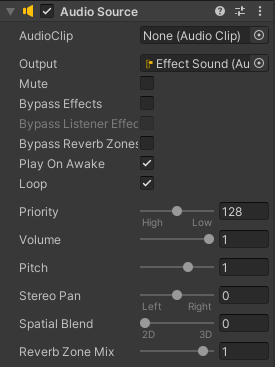 Audio Source
AudioClip None (Audio Clip)
Output Effect Sound (Au
Mute
Bypass Effects
Bypass Listener Effec
Bypass Reverb Zones
Play On Awake
Loop
Priority 128
High Low
Volume 1
Pitch 1
Stereo Pan 0
Left Right
Spatial Blend 0
2D 3D
Reverb Zone Mix 1